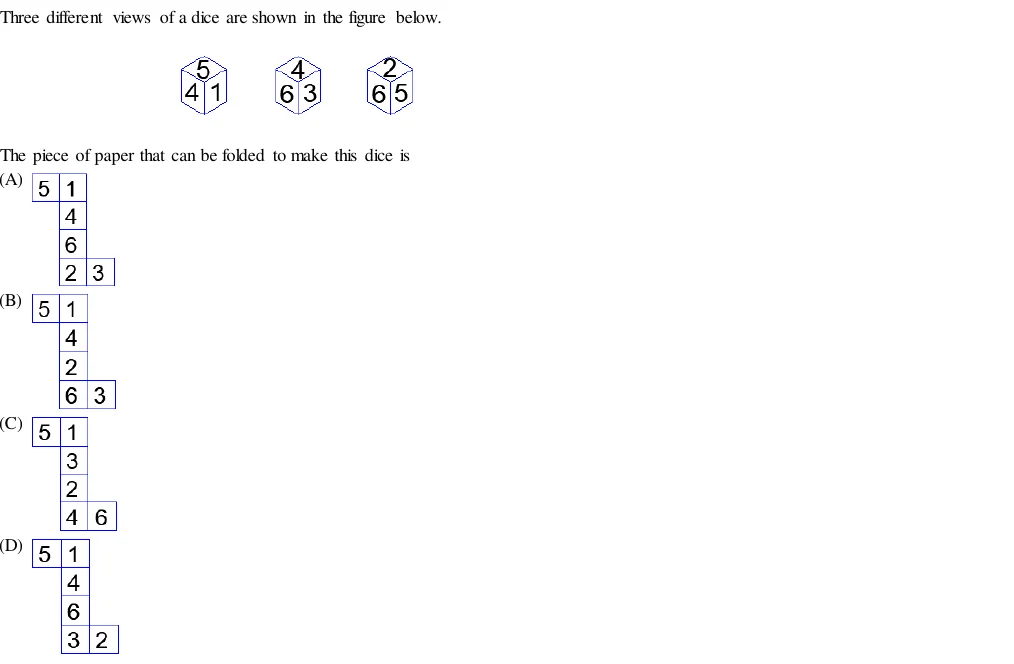 Three different views of a dice are shown in the figure below.
5 4 2
4 1 6 3 6 5
The piece of paper that can be folded to make this dice is
(A) 5 1
4
6
2 3
(B) 5 1
4
2
6 3
(C) 5 1
3
2
4 6
(D) 5 1
4
6
3 2